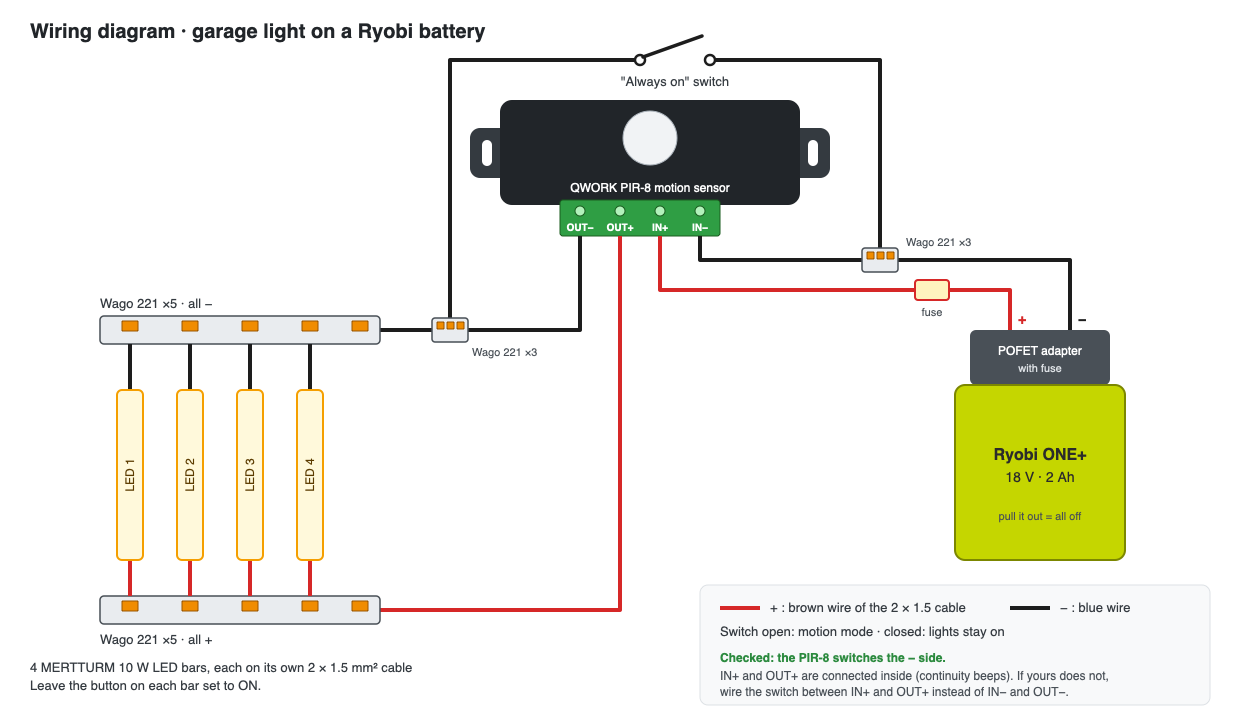 Wiring diagram · garage light on a Ryobi battery
"Always on" switch
QWORK PIR-8 motion sensor
OUT−
OUT+
IN+
IN−
Wago 221 ×3
fuse
+
−
POFET adapter
with fuse
Ryobi ONE+
18 V · 2 Ah
pull it out = all off
Wago 221 ×5 · all −
Wago 221 ×3
LED 1
LED 2
LED 3
LED 4
Wago 221 ×5 · all +
4 MERTTURM 10 W LED bars, each on its own 2 × 1.5 mm² cable
Leave the button on each bar set to ON.
+ : brown wire of the 2 × 1.5 cable
− : blue wire
Switch open: motion mode · closed: lights stay on
Checked: the PIR-8 switches the – side.
IN+ and OUT+ are connected inside (continuity beeps). If yours does not,
wire the switch between IN+ and OUT+ instead of IN− and OUT−.